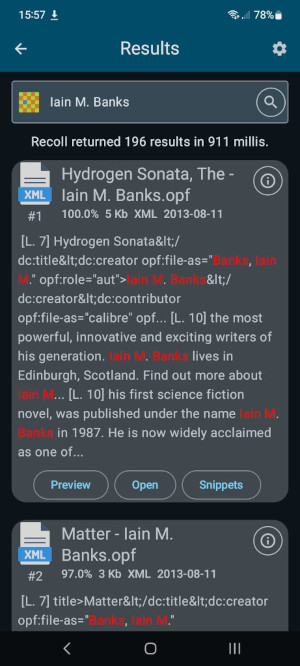 15:57 78%
Results
Iain M. Banks
Recoll returned 196 results in 911 millis.
XML
#1
Hydrogen Sonata, The -
Iain M. Banks.opf
100.0% 5 Kb XML 2013-08-11
[L. 7] Hydrogen Sonata&lt;/
dc:title&lt;dc:creator opf:file-as="Banks, Iain
M." opf:role="aut">Iain M. Banks&lt;/
dc:creator&lt;dc:contributor
opf:file-as="calibre" opf... [L. 10] the most
powerful, innovative and exciting writers of
his generation. Iain M. Banks lives in
Edinburgh, Scotland. Find out more about
Iain M... [L. 10] his first science fiction
novel, was published under the name Iain M.
Banks in 1987. He is now widely acclaimed
as one of...
Preview Open Snippets
XML
#2
Matter - Iain M.
Banks.opf
97.0% 3 Kb XML 2013-08-11
[L. 7] title>Matter&lt;/dc:title&lt;dc:creator
opf:file-as="Banks, Iain M."